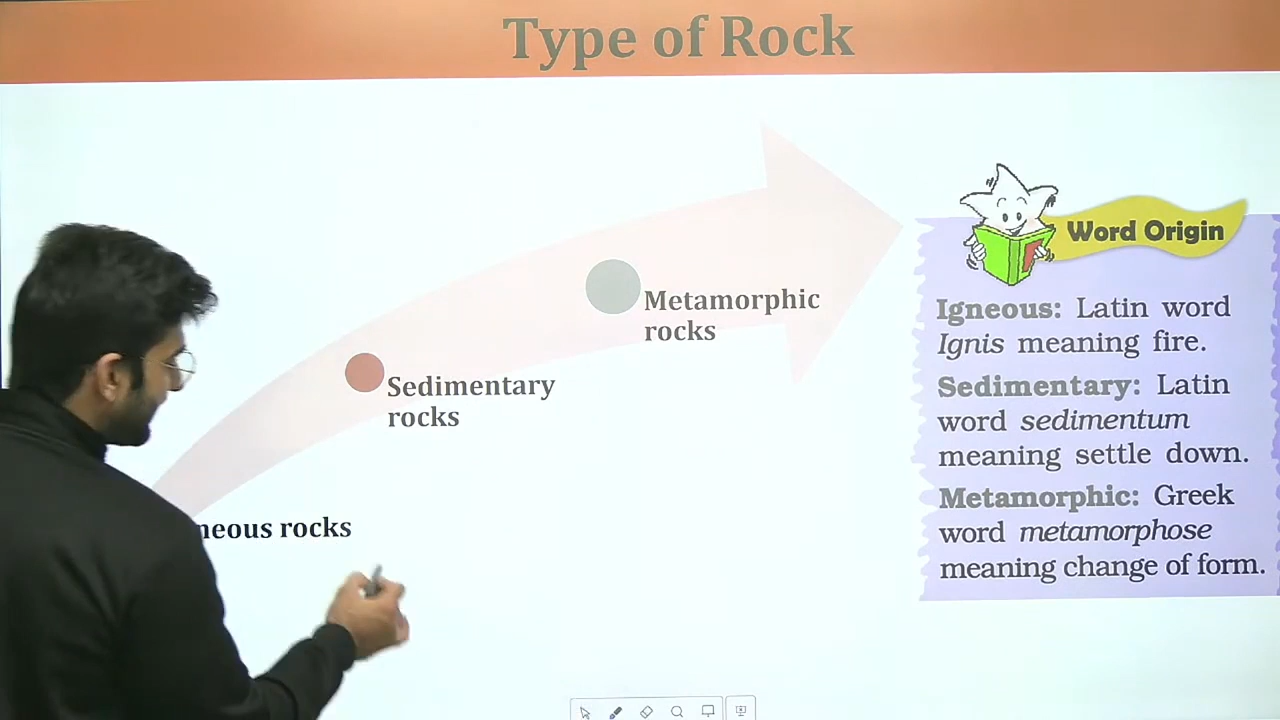 Type of Rock
Metamorphic
rocks
Sedimentary
rocks
neous rocks
Word Origin
Igneous: Latin word
Ignis meaning fire.
Sedimentary: Latin
word sedimentum
meaning settle down.
Metamorphic: Greek
word metamorphose
meaning change of form.